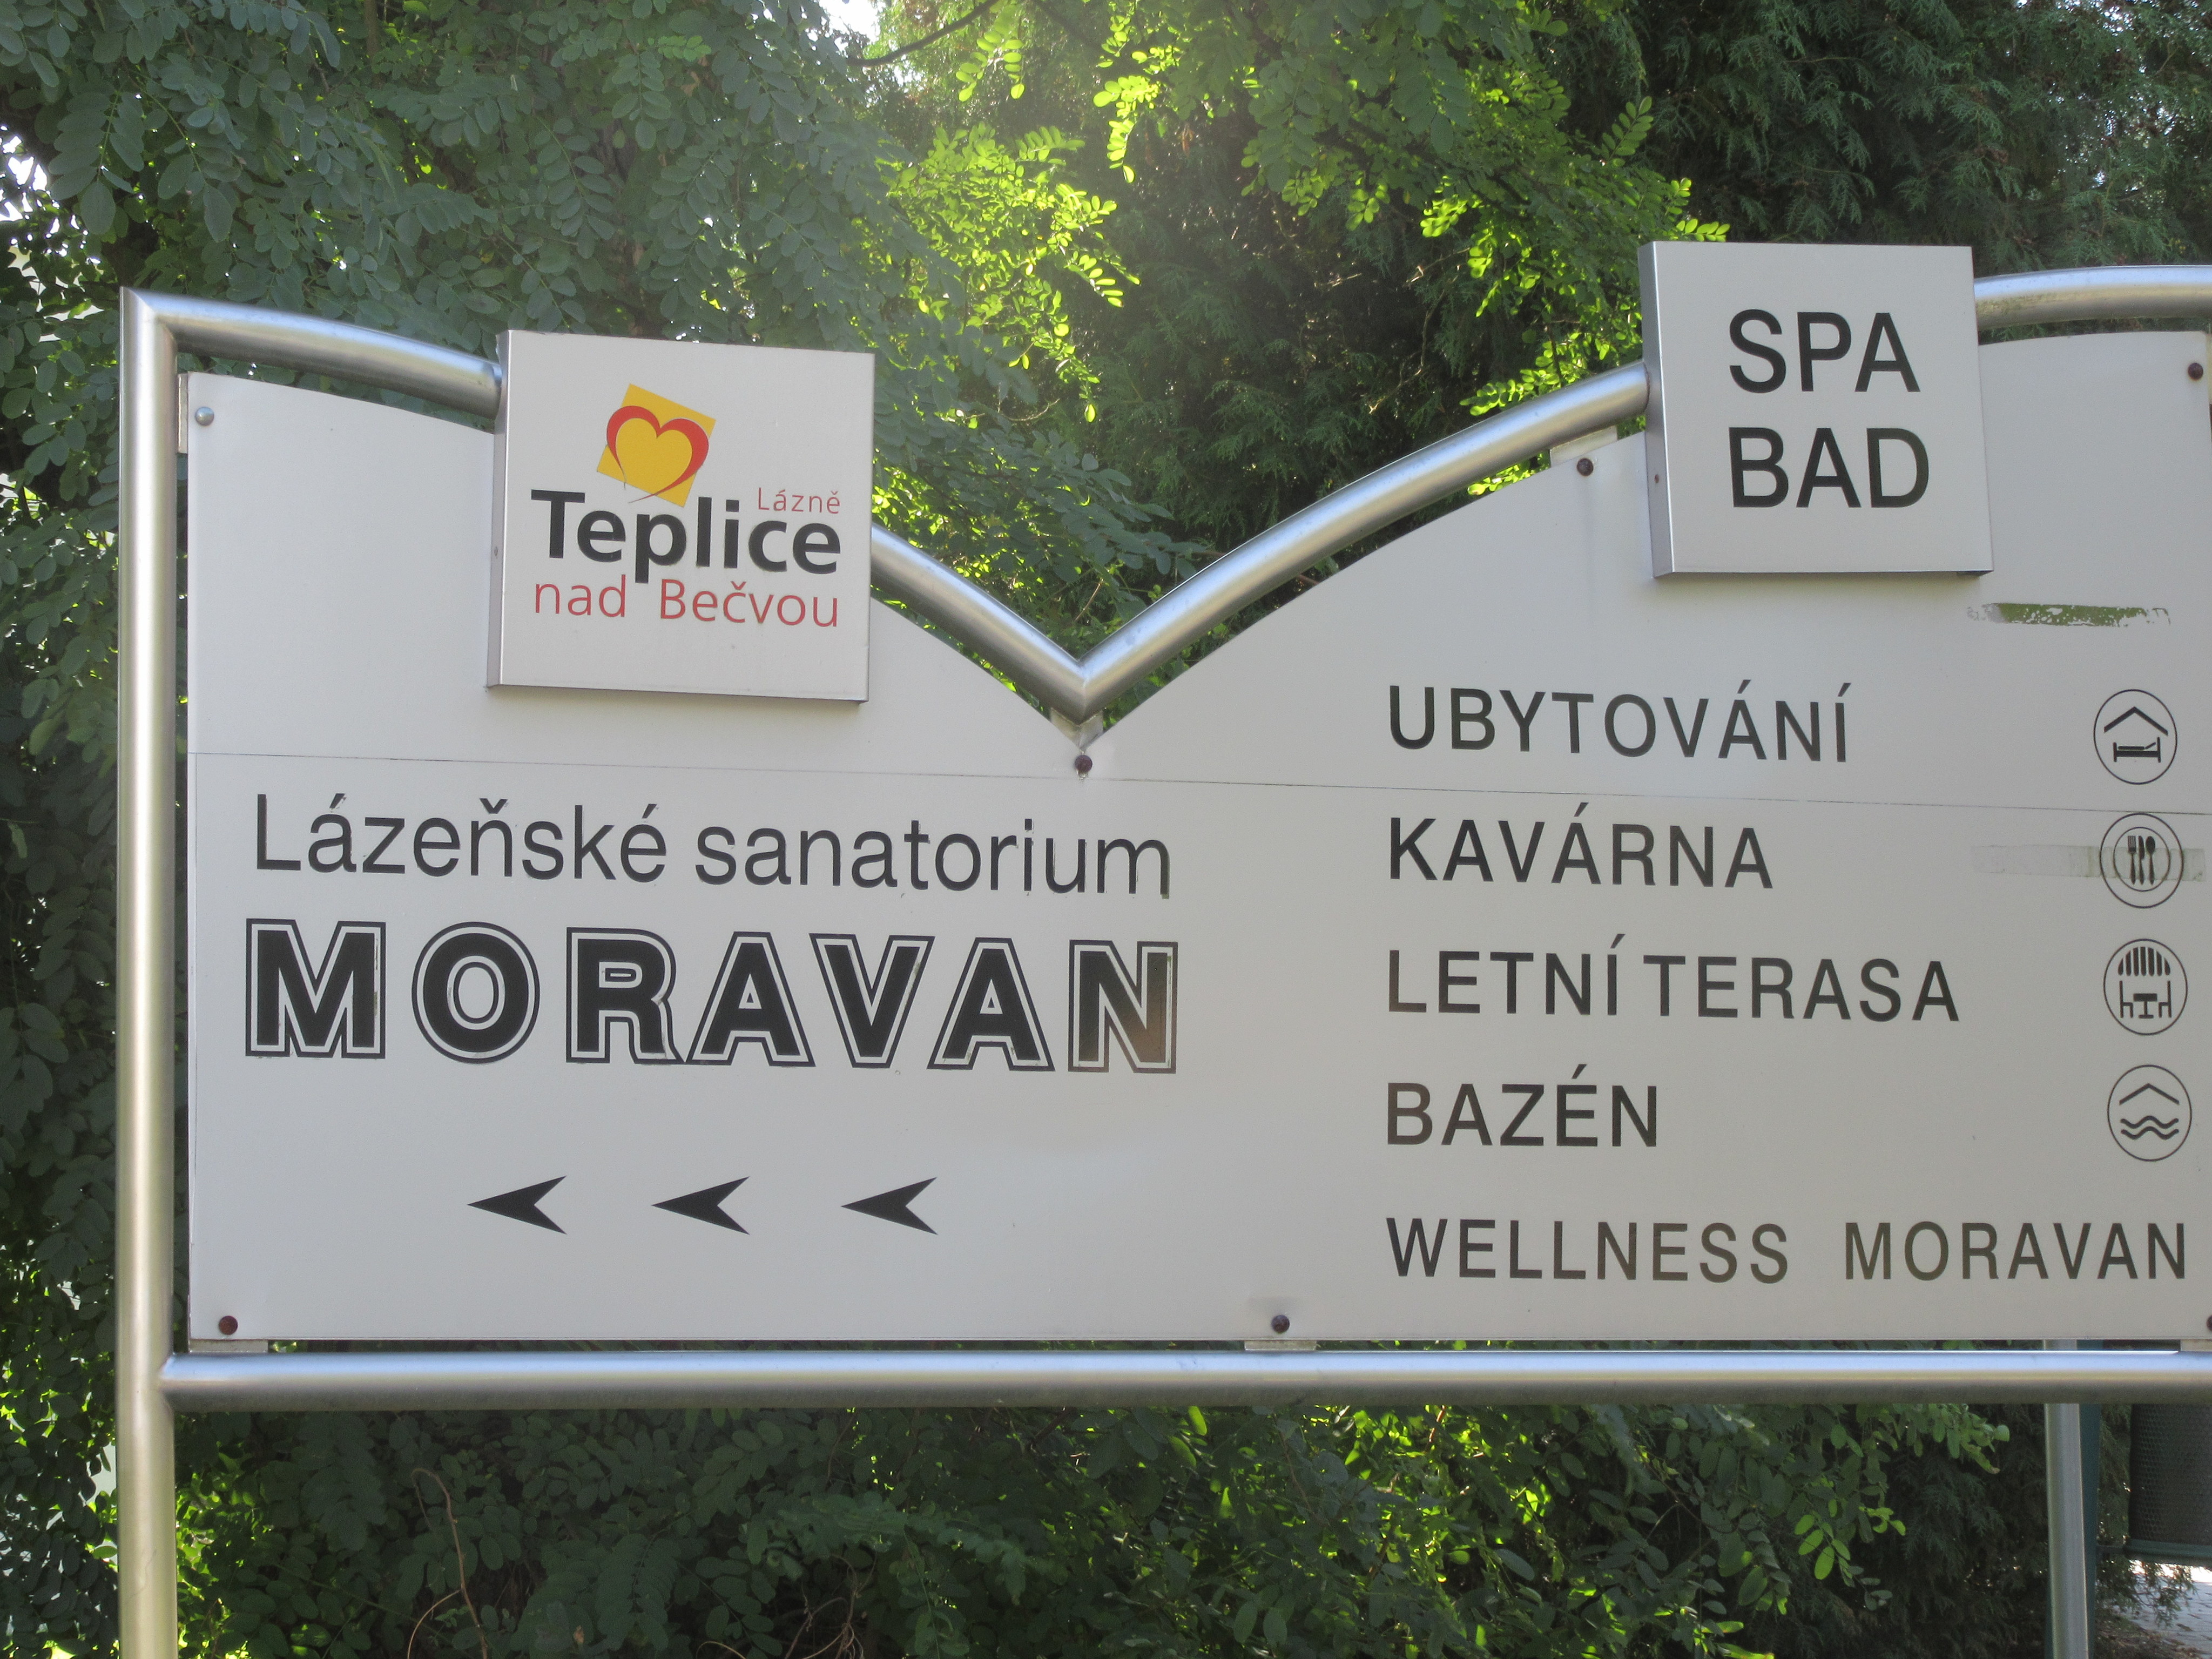 Lázně
Teplice
nad Bečvou
SPA
BAD
Lázeňské sanatorium
MORAVAN
UBYTOVÁNÍ
KAVÁRNA
LETNÍ TERASA
BAZÉN
WELLNESS MORAVAN